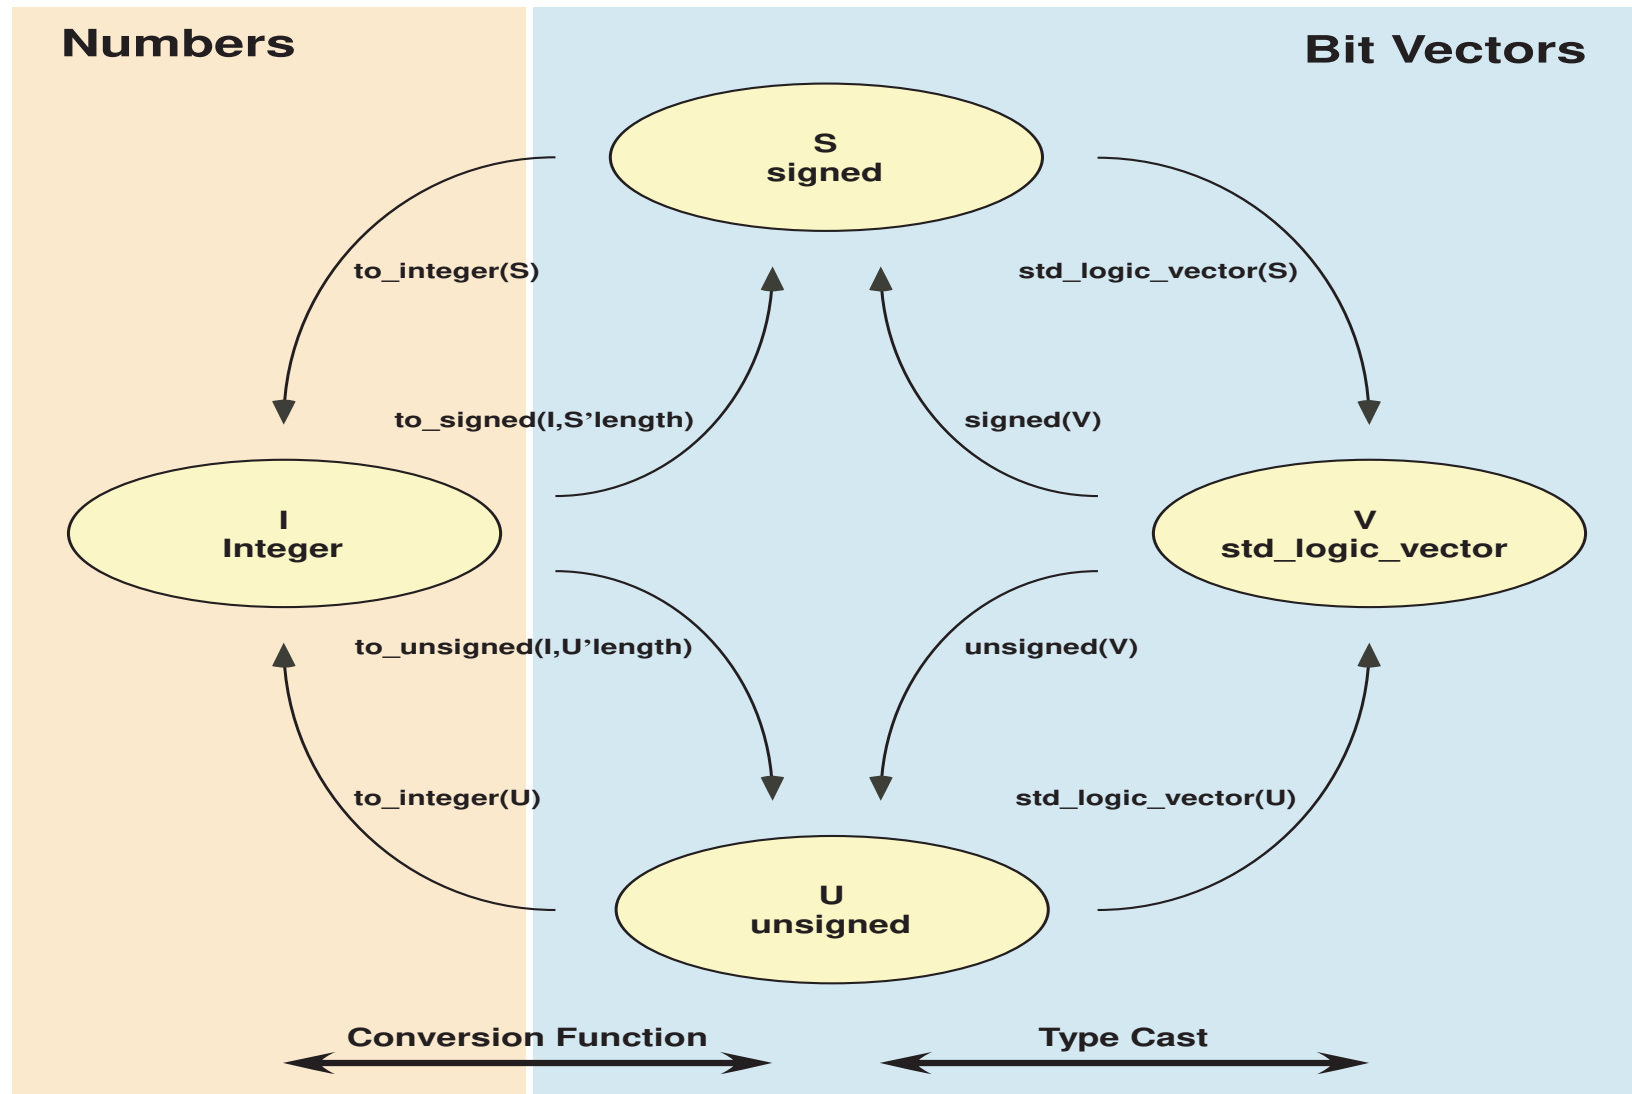 Numbers
Bit Vectors
S
signed
to_integer(S)
std_logic_vector(S)
to_signed(I,S’length)
signed(V)
I
Integer
V
std_logic_vector
to_unsigned(I,U’length)
unsigned(V)
to_integer(U)
std_logic_vector(U)
U
unsigned
Conversion Function
Type Cast